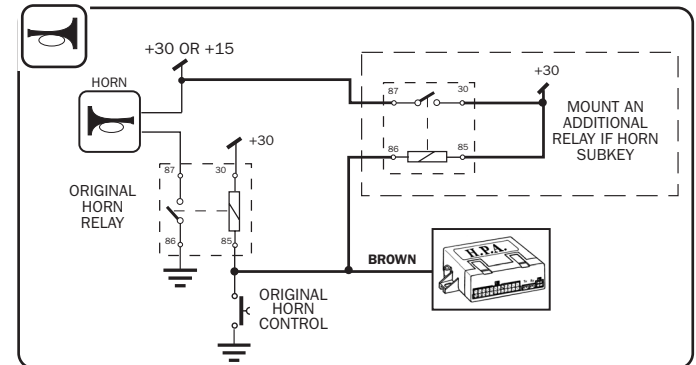 +30 OR +15
HORN
87
30
+30
MOUNT AN
ADDITIONAL
RELAY IF HORN
SUBKEY
86
85
+30
87
30
ORIGINAL
HORN
RELAY
86
85
BROWN
H.P.A.
ORIGINAL
HORN
CONTROL